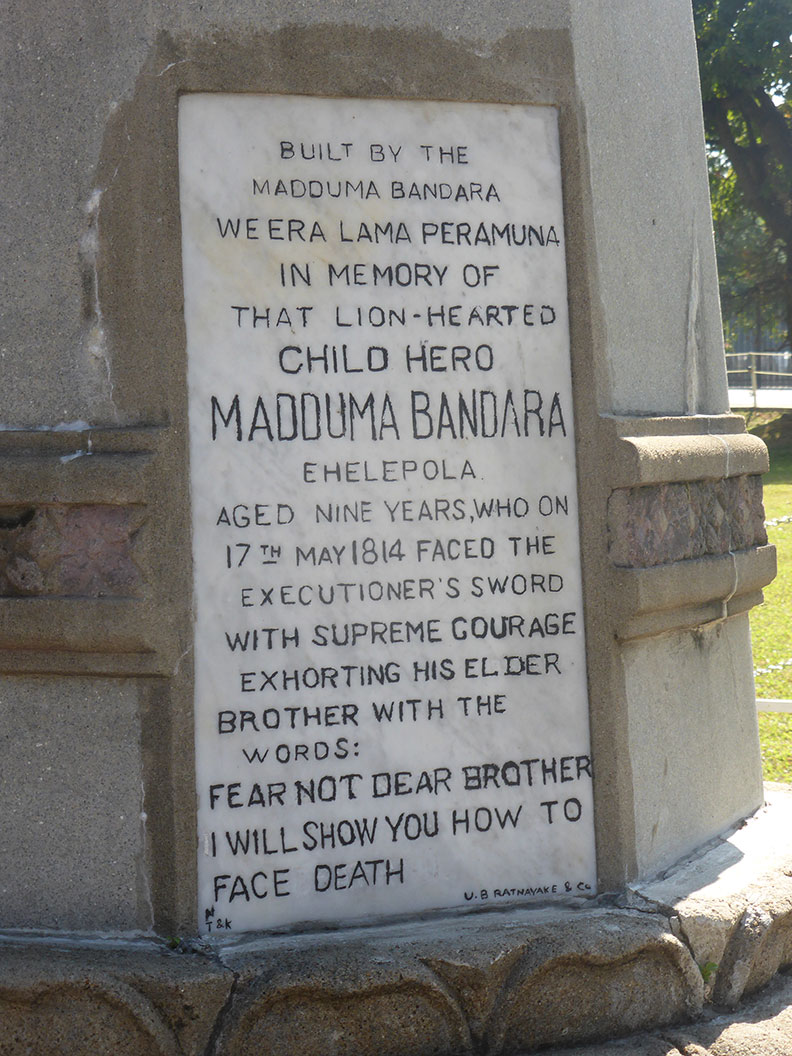 BUILT BY THE
MADDUMA BANDARA
WEERA LAMA PERAMUNA
IN MEMORY OF
THAT LION-HEARTED
CHILD HERO
MADDUMA BANDARA
EHELEPOLA.
AGED NINE YEARS, WHO ON
17TH MAY 1814 FACED THE
EXECUTIONER'S SWORD
WITH SUPREME COURAGE
EXHORTING HIS ELDER
BROTHER WITH THE
WORDS:
FEAR NOT DEAR BROTHER
I WILL SHOW YOU HOW TO
FACE DEATH
U.B RATNAYAKE & Co
N
T&K